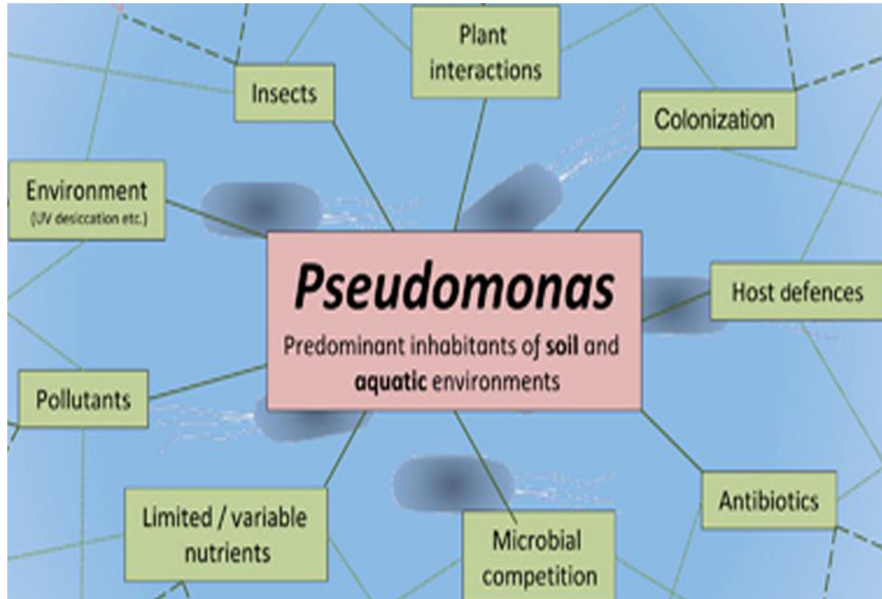 Plant
interactions
Insects
Colonization
Environment
(UV desiccation etc.)
Pseudomonas
Predominant inhabitants of soil and
aquatic environments
Host defences
Pollutants
Antibiotics
Limited / variable
nutrients
Microbial
competition